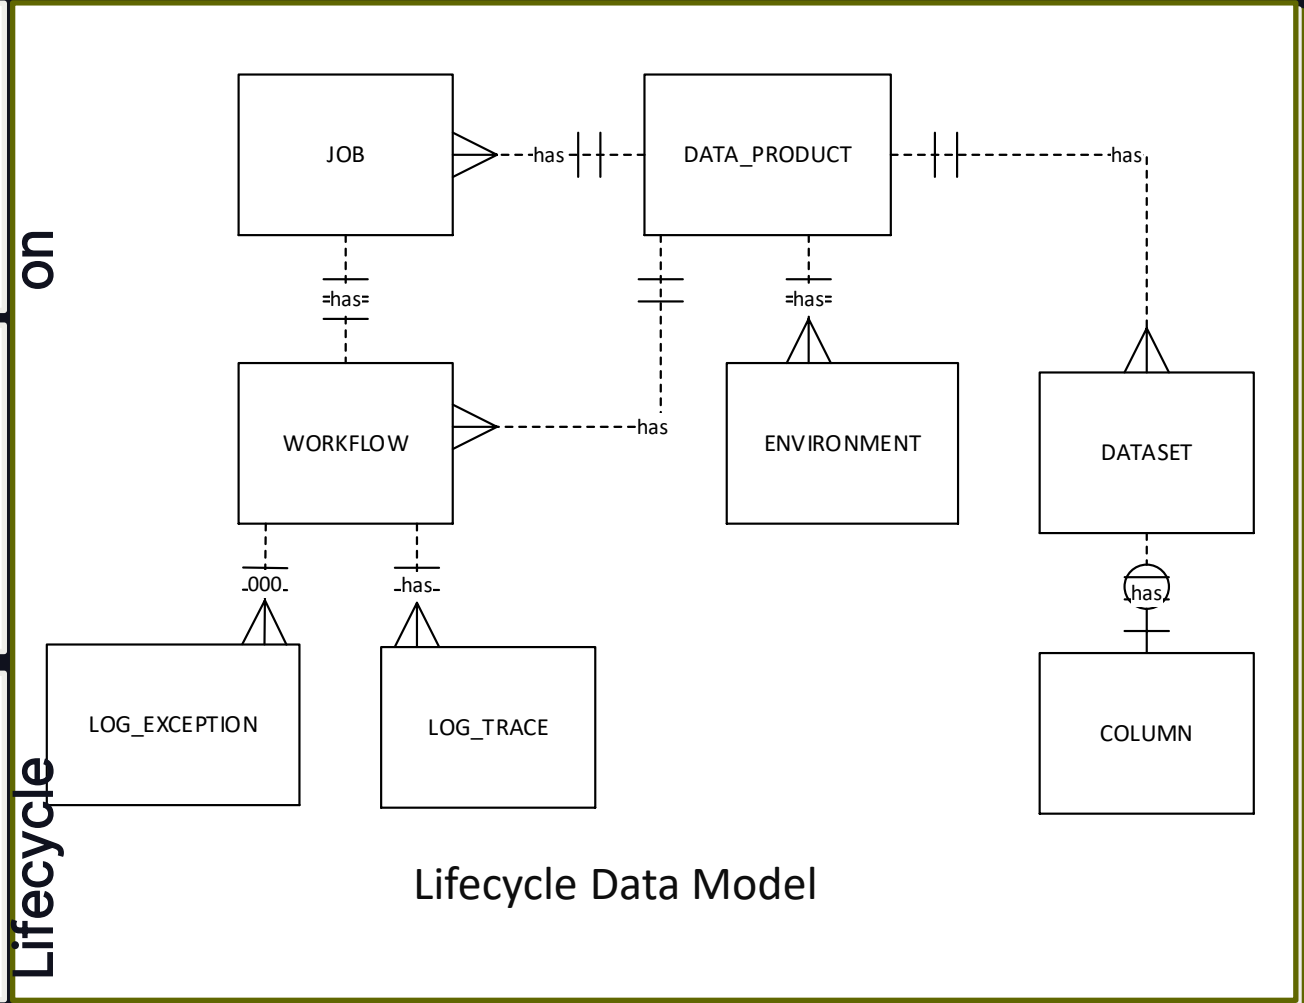 JOB
has
DATA_PRODUCT
has
on
has
has
WORKFLOW
has
ENVIRONMENT
DATASET
000
has
has
LOG_EXCEPTION
LOG_TRACE
COLUMN
Lifecycle
Lifecycle Data Model